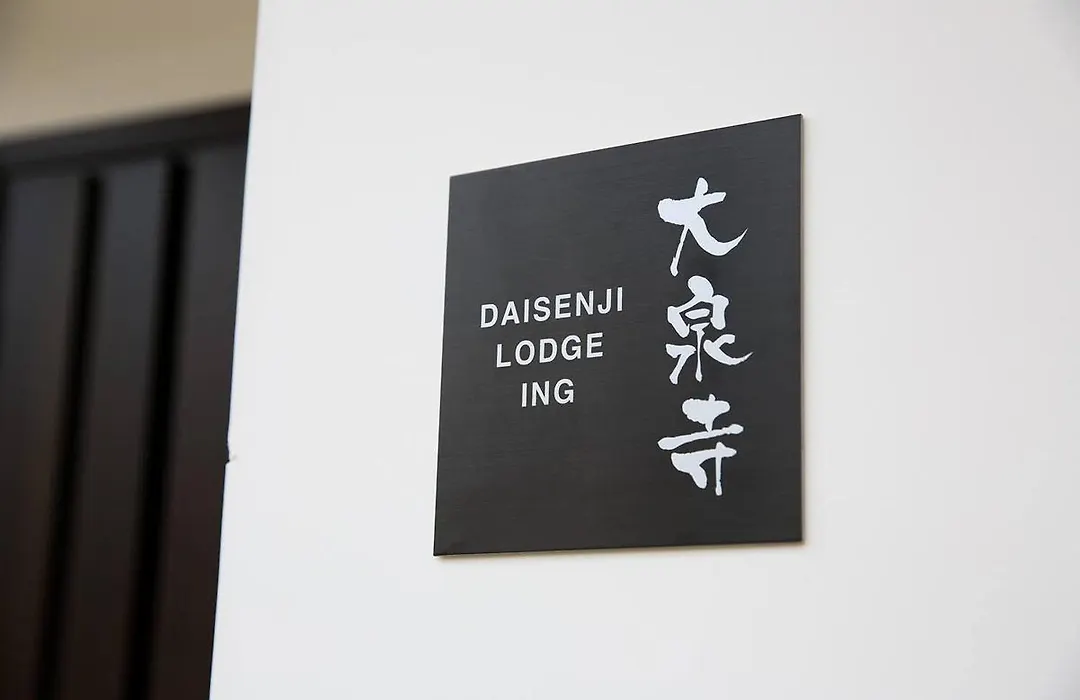 DAISENJI
LODGE
ING
大泉寺